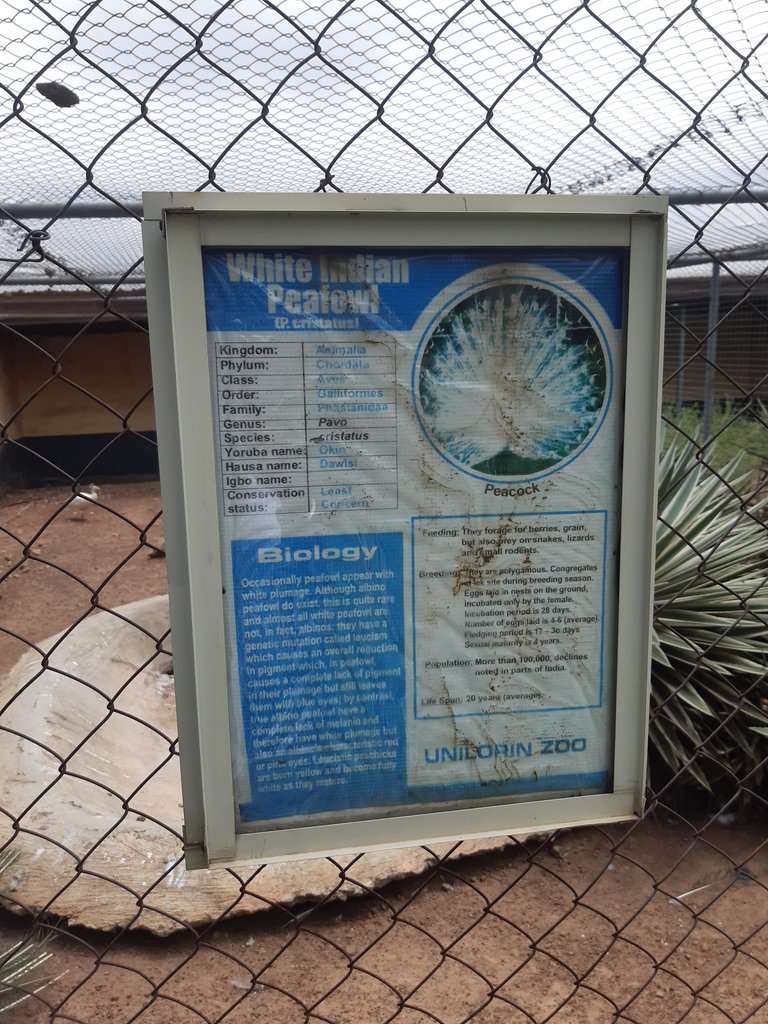 White Indian
Peafowl
(P. cristatus)
Kingdom: Animalia
Phylum: Chordata
Class: Aves
Order: Galliformes
Family: Phasianidae
Genus: Pavo
Species: cristatus
Yoruba name: Okin
Hausa name: Dawisi
Igbo name:
Conservation status: Least Concern
Peacock
Biology
Occasionally peafowl appear with
white plumage. Although albino
peafowl do exist, this is quite rare
and almost all white peafowl are
not, in fact, albinos; they have a
genetic mutation called leucism
which causes an overall reduction
in pigment which, in peafowl,
causes a complete lack of pigment
in their plumage but still leaves
them with blue eyes; by contrast,
true albino peafowl have a
complete lack of melanin and
therefore have white plumage but
also an albino's characteristic red
or pink eyes. Leucistic peachicks
are born yellow and become fully
white as they mature.
Feeding: They forage for berries, grain,
but also prey on snakes, lizards
and small rodents.
Breeding: They are polygamous. Congregates
at lek site during breeding season.
Eggs laid in nests on the ground,
incubated only by the female.
Incubation period is 28 days.
Number of eggs laid is 4-6 (average).
Fledging period is 17 - 30 days
Sexual maturity is 4 years.
Population: More than 100,000, declines
noted in parts of India.
Life Span: 20 years (average)
UNILORIN ZOO